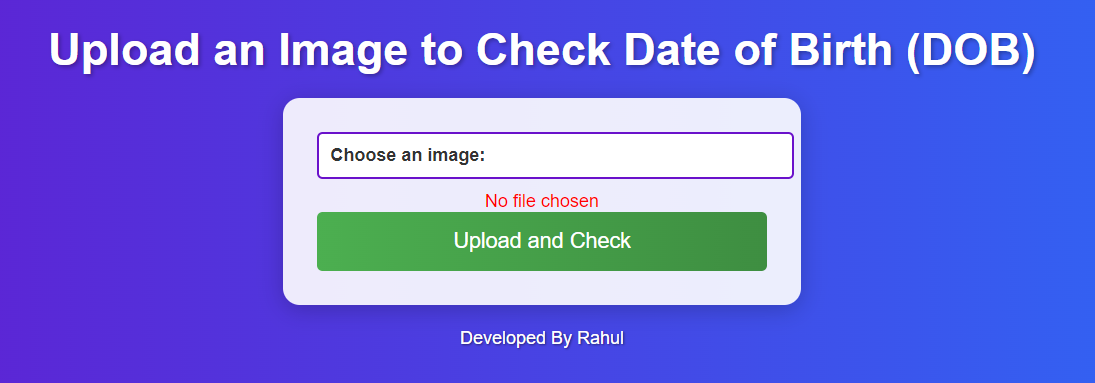 Upload an Image to Check Date of Birth (DOB)
Choose an image:
No file chosen
Upload and Check
Developed By Rahul